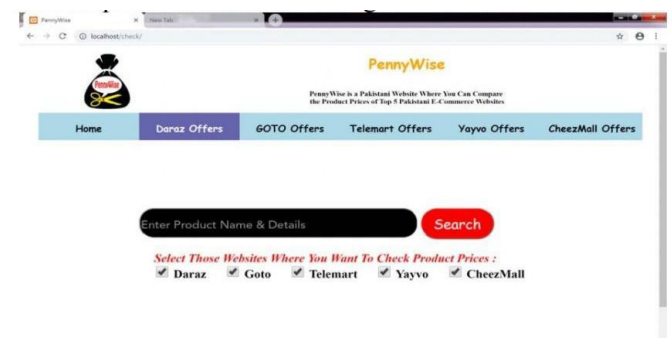 PennyWise
New Tab
localhost/check/
PennyWise
PennyWise
PennyWise is a Pakistani Website Where You Can Compare
the Product Prices of Top 5 Pakistani E-Commerce Websites
Home Daraz Offers GOTO Offers Telemart Offers Yayvo Offers CheezMall Offers
Enter Product Name & Details Search
Select Those Websites Where You Want To Check Product Prices :
Daraz Goto Telemart Yayvo CheezMall